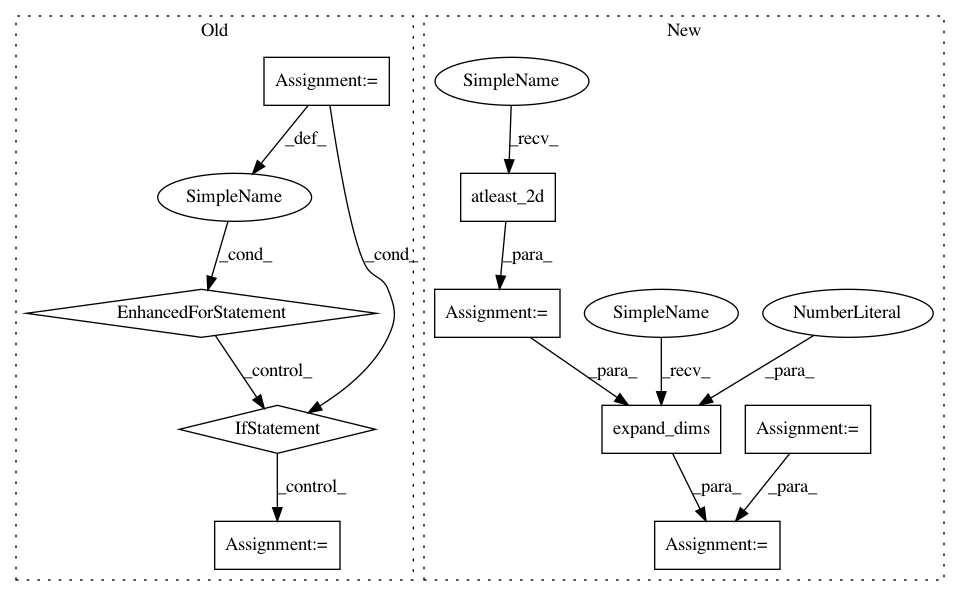 Old
New
Assignment:=
SimpleName
_def_
_recv_
SimpleName
atleast_2d
_cond_
_cond_
_para_
EnhancedForStatement
Assignment:=
SimpleName
NumberLiteral
_control_
_para_
_recv_
_para_
IfStatement
expand_dims
Assignment:=
_control_
_para_
_para_
Assignment:=
Assignment:=